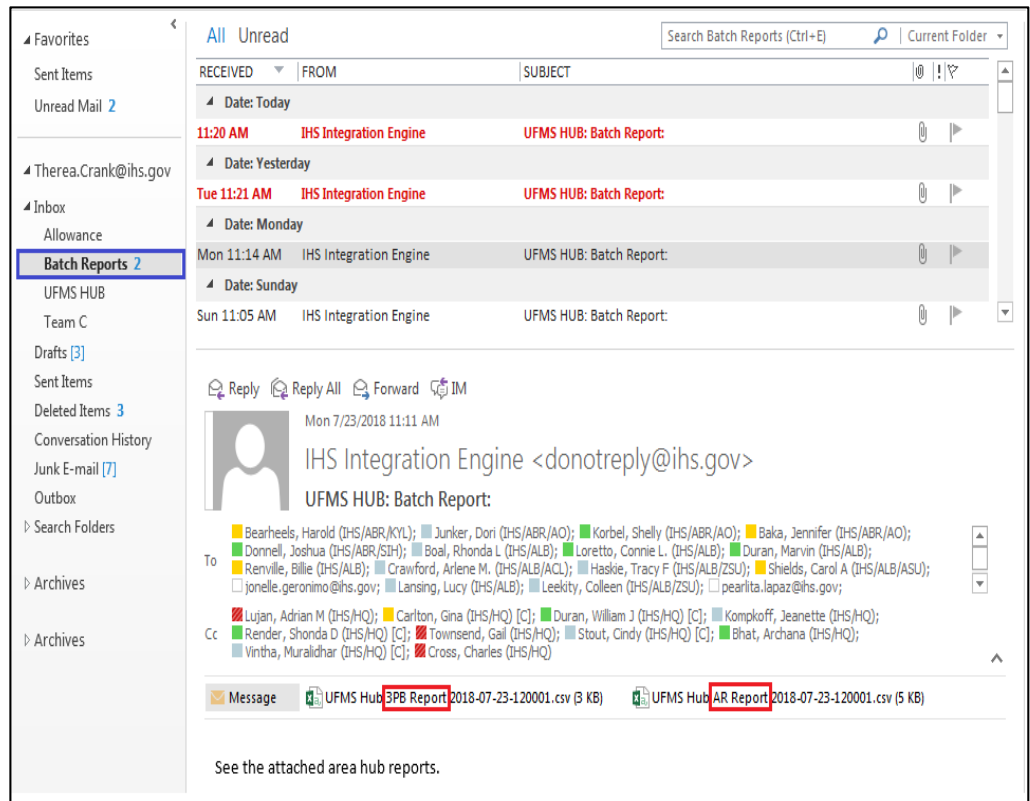 Favorites
Sent Items
Unread Mail 2
Therea.Crank@ihs.gov
Inbox
Allowance
Batch Reports 2
UFMS HUB
Team C
Drafts [3]
Sent Items
Deleted Items 3
Conversation History
Junk E-mail [7]
Outbox
Search Folders
Archives
Archives
All Unread
Search Batch Reports (Ctrl+E) Current Folder
RECEIVED FROM SUBJECT
Date: Today
11:20 AM IHS Integration Engine UFMS HUB: Batch Report:
Date: Yesterday
Tue 11:21 AM IHS Integration Engine UFMS HUB: Batch Report:
Date: Monday
Mon 11:14 AM IHS Integration Engine UFMS HUB: Batch Report:
Date: Sunday
Sun 11:05 AM IHS Integration Engine UFMS HUB: Batch Report:
Reply Reply All Forward IM
Mon 7/23/2018 11:11 AM
IHS Integration Engine <donotreply@ihs.gov>
UFMS HUB: Batch Report:
To
Bearheels, Harold (IHS/ABR/KYL); Junker, Dori (IHS/ABR/AO); Korbel, Shelly (IHS/ABR/AO); Baka, Jennifer (IHS/ABR/AO);
Donnell, Joshua (IHS/ABR/SIH); Boal, Rhonda L (IHS/ALB); Loretto, Connie L. (IHS/ALB); Duran, Marvin (IHS/ALB);
Renville, Billie (IHS/ALB); Crawford, Arlene M. (IHS/ALB/ACL); Haskie, Tracy F (IHS/ALB/ZSU); Shields, Carol A (IHS/ALB/ASU);
jonelle.geronimo@ihs.gov; Lansing, Lucy (IHS/ALB); Leekity, Colleen (IHS/ALB/ZSU); pearlita.lapaz@ihs.gov;
Cc
Lujan, Adrian M (IHS/HQ); Carlton, Gina (IHS/HQ) [C]; Duran, William J (IHS/HQ) [C]; Kompkoff, Jeanette (IHS/HQ);
Render, Shonda D (IHS/HQ) [C]; Townsend, Gail (IHS/HQ); Stout, Cindy (IHS/HQ) [C]; Bhat, Archana (IHS/HQ);
Vintha, Muralidhar (IHS/HQ) [C]; Cross, Charles (IHS/HQ)
Message UFMS Hub 3PB Report 2018-07-23-120001.csv (3 KB) UFMS Hub AR Report 2018-07-23-120001.csv (5 KB)
See the attached area hub reports.